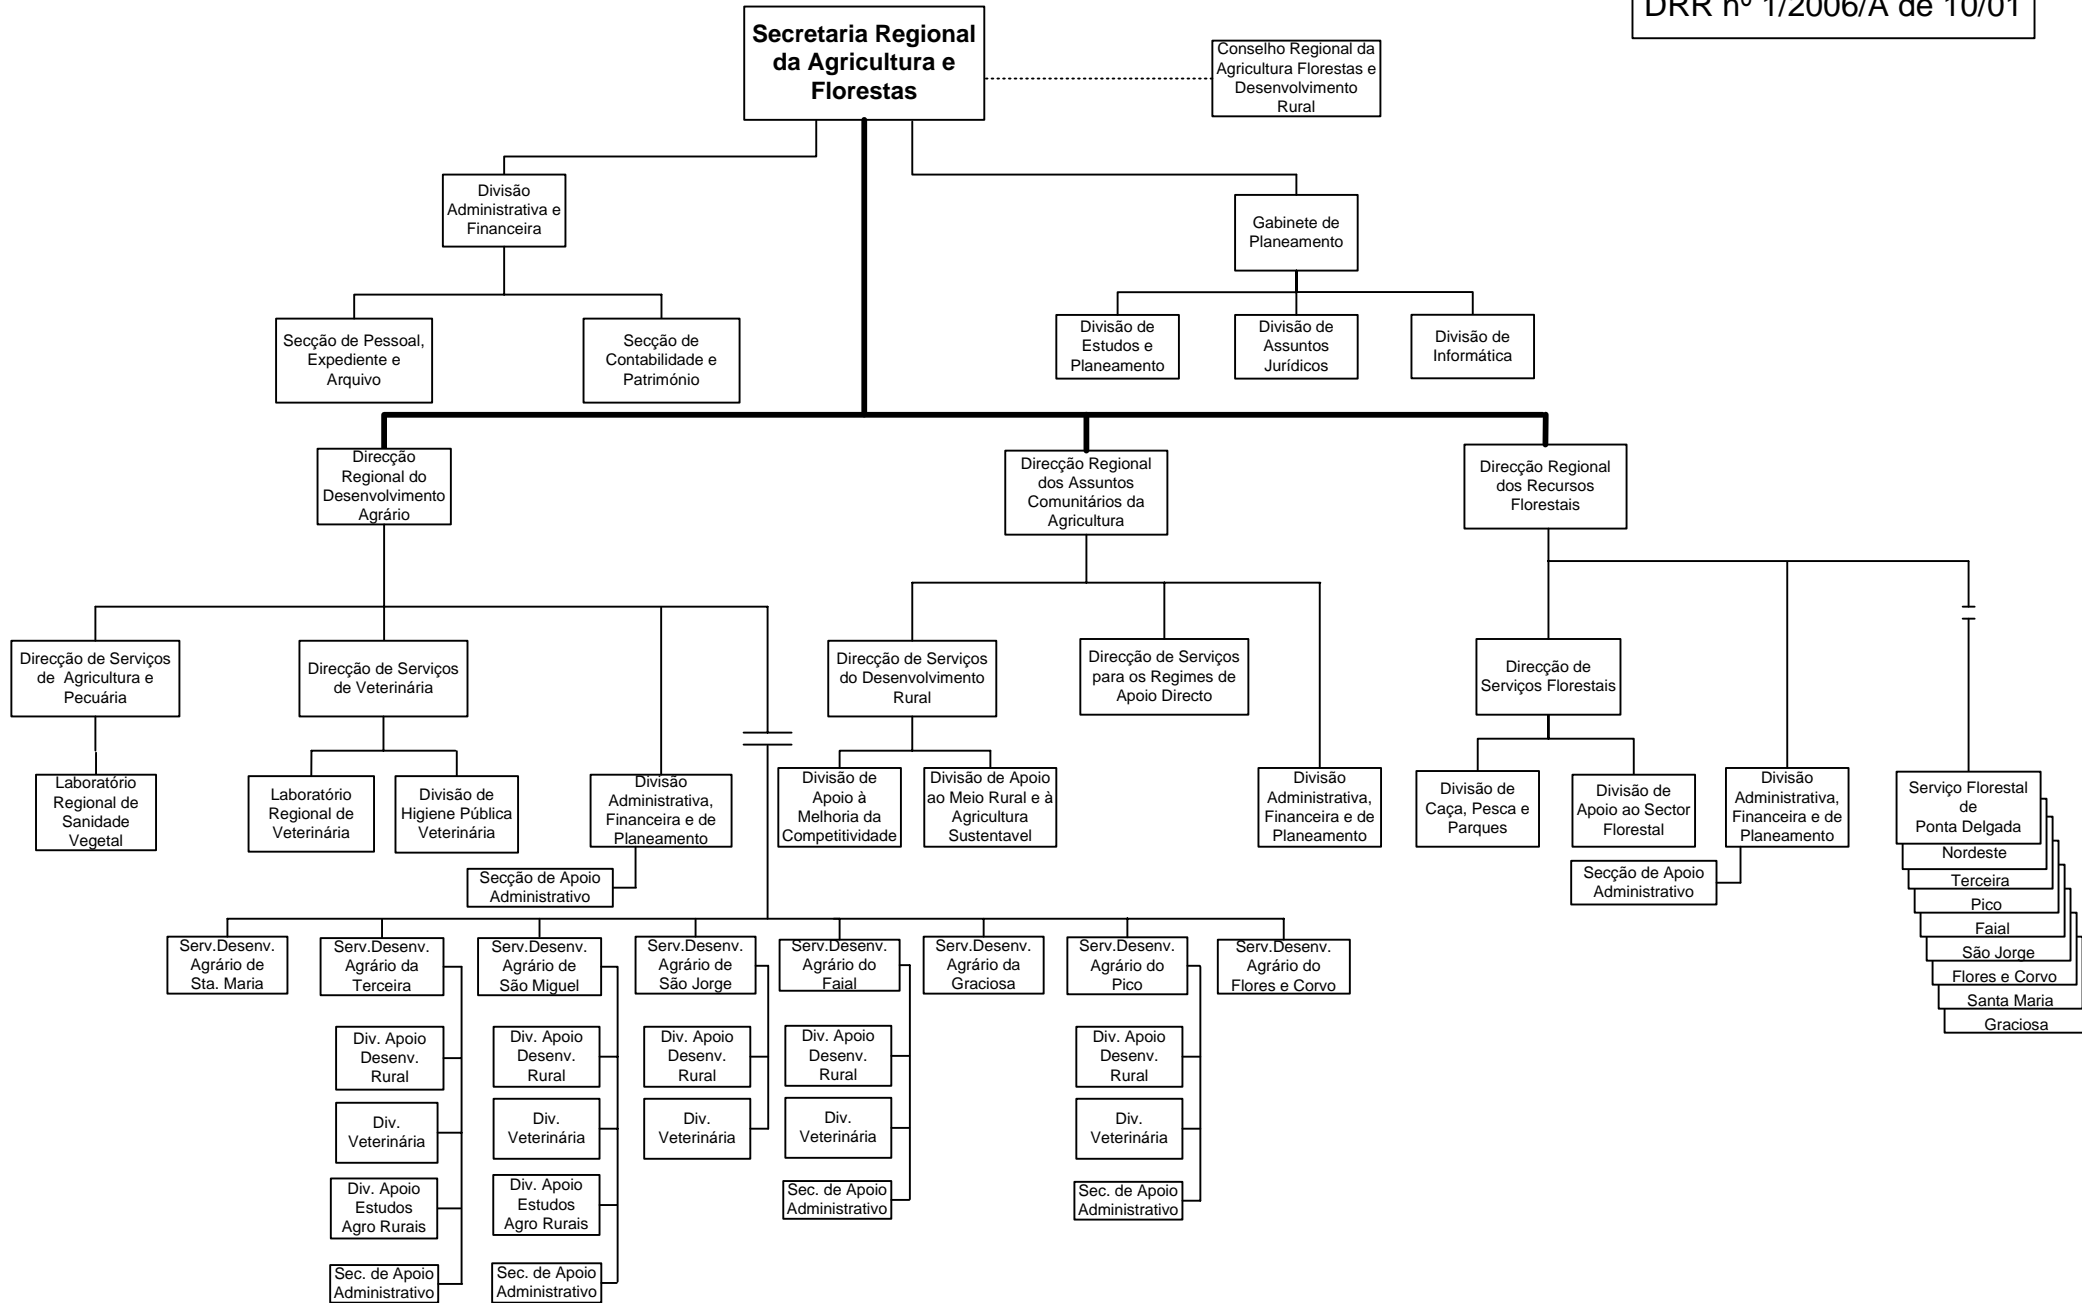 DRR nº 1/2006/A de 10/01
Secretaria Regional
da Agricultura e
Florestas
Conselho Regional da
Agricultura Florestas e
Desenvolvimento
Rural
Divisão
Administrativa e
Financeira
Gabinete de
Planeamento
Secção de Pessoal,
Expediente e
Arquivo
Secção de
Contabilidade e
Património
Divisão de
Estudos e
Planeamento
Divisão de
Assuntos
Jurídicos
Divisão de
Informática
Direcção
Regional do
Desenvolvimento
Agrário
Direcção Regional
dos Assuntos
Comunitários da
Agricultura
Direcção Regional
dos Recursos
Florestais
Direcção de Serviços
de Agricultura e
Pecuária
Direcção de Serviços
de Veterinária
Direcção de Serviços
do Desenvolvimento
Rural
Direcção de Serviços
para os Regimes de
Apoio Directo
Direcção de
Serviços Florestais
Laboratório
Regional de
Sanidade
Vegetal
Laboratório
Regional de
Veterinária
Divisão de
Higiene Pública
Veterinária
Divisão
Administrativa,
Financeira e de
Planeamento
Secção de Apoio
Administrativo
Divisão de
Apoio à
Melhoria da
Competitividade
Divisão de Apoio
ao Meio Rural e à
Agricultura
Sustentavel
Divisão
Administrativa,
Financeira e de
Planeamento
Divisão de
Caça, Pesca e
Parques
Divisão de
Apoio ao Sector
Florestal
Divisão
Administrativa,
Financeira e de
Planeamento
Secção de Apoio
Administrativo
Serviço Florestal
de
Ponta Delgada
Nordeste
Terceira
Pico
Faial
São Jorge
Flores e Corvo
Santa Maria
Graciosa
Serv.Desenv.
Agrário de
Sta. Maria
Serv.Desenv.
Agrário da
Terceira
Div. Apoio
Desenv.
Rural
Div.
Veterinária
Div. Apoio
Estudos
Agro Rurais
Sec. de Apoio
Administrativo
Serv.Desenv.
Agrário de
São Miguel
Div. Apoio
Desenv.
Rural
Div.
Veterinária
Div. Apoio
Estudos
Agro Rurais
Sec. de Apoio
Administrativo
Serv.Desenv.
Agrário de
São Jorge
Div. Apoio
Desenv.
Rural
Div.
Veterinária
Serv.Desenv.
Agrário do
Faial
Div. Apoio
Desenv.
Rural
Div.
Veterinária
Sec. de Apoio
Administrativo
Serv.Desenv.
Agrário da
Graciosa
Serv.Desenv.
Agrário do
Pico
Div. Apoio
Desenv.
Rural
Div.
Veterinária
Sec. de Apoio
Administrativo
Serv.Desenv.
Agrário do
Flores e Corvo